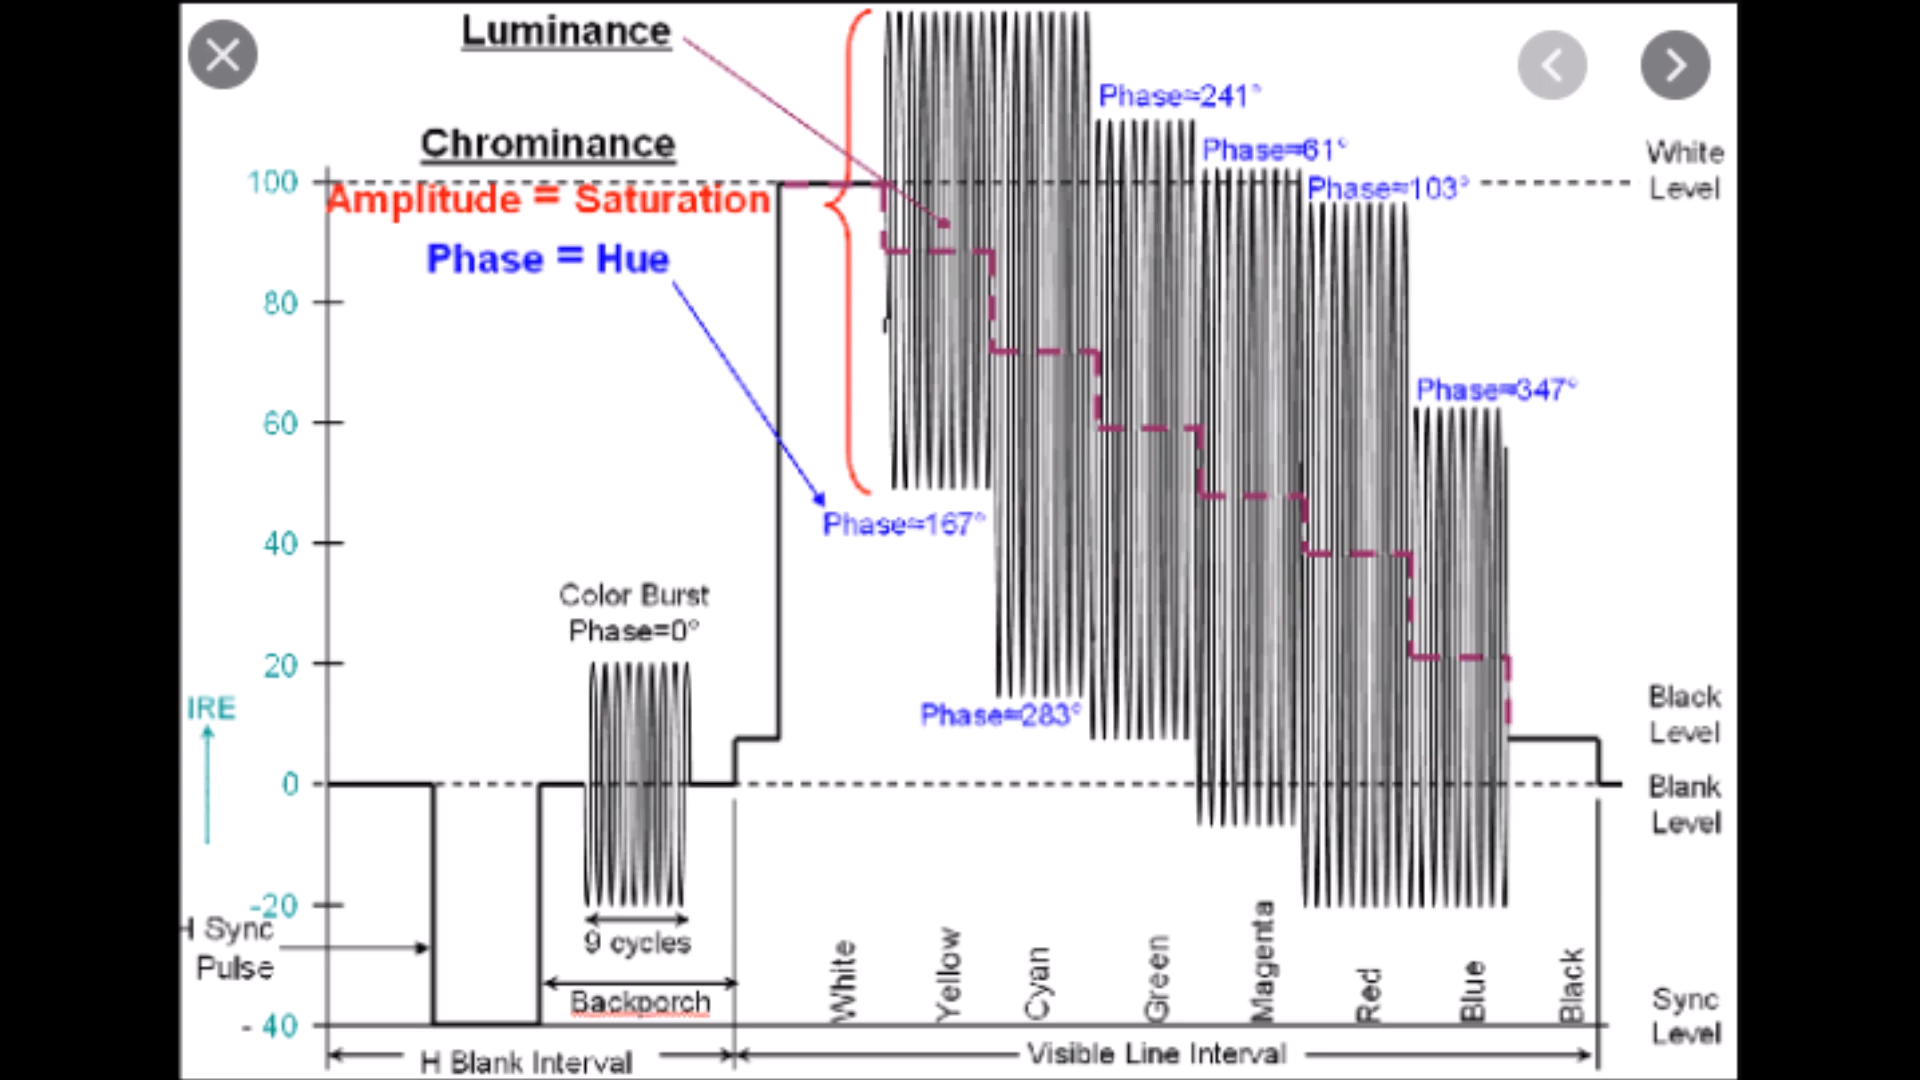 Luminance
Chrominance
Amplitude = Saturation
Phase = Hue
Phase=241°
Phase=61°
Phase=103°
Phase=347°
Phase=167°
Phase=283°
White
Level
Black
Level
Blank
Level
Sync
Level
100
80
60
40
20
0
-20
- 40
IRE
Color Burst
Phase=0°
9 cycles
Backporch
H Sync
Pulse
H Blank Interval
Visible Line Interval
White
Yellow
Cyan
Green
Magenta
Red
Blue
Black